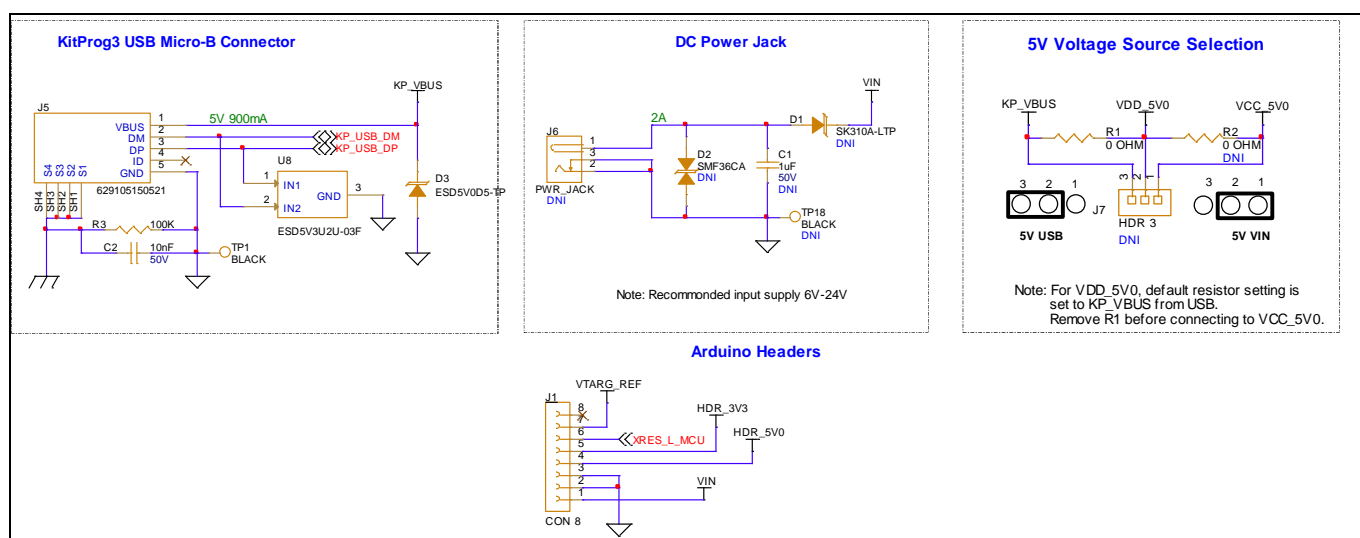 KitProg3 USB Micro-B Connector
KP_VBUS
J5
5V 900mA
VBUS 1
DM 2
DP 3
ID 4
GND 5
KP_USB_DM
KP_USB_DP
S4 S3 S2 S1
629105150521
SH4 SH3 SH2 SH1
U8
1 IN1
2 IN2
GND 3
ESD5V3U2U-03F
D3
ESD5V0D5-TP
R3 100K
C2 10nF
50V
TP1
BLACK
DC Power Jack
VIN
2A
D1
SK310A-LTP
DNI
J6
1
3
2
PWR_JACK
DNI
D2
SMF36CA
DNI
C1
1uF
50V
DNI
TP18
BLACK
DNI
Note: Recommonded input supply 6V-24V
5V Voltage Source Selection
KP_VBUS VDD_5V0 VCC_5V0
R1
0 OHM
R2
0 OHM
DNI
3 2 1
3 2 1
3 2 1
J7
HDR 3
DNI
5V USB
5V VIN
Note: For VDD_5V0, default resistor setting is
set to KP_VBUS from USB.
Remove R1 before connecting to VCC_5V0.
Arduino Headers
VTARG_REF
J1
HDR_3V3
HDR_5V0
8
7
6
XRES_L_MCU
5
4
3
2
1
VIN
CON 8